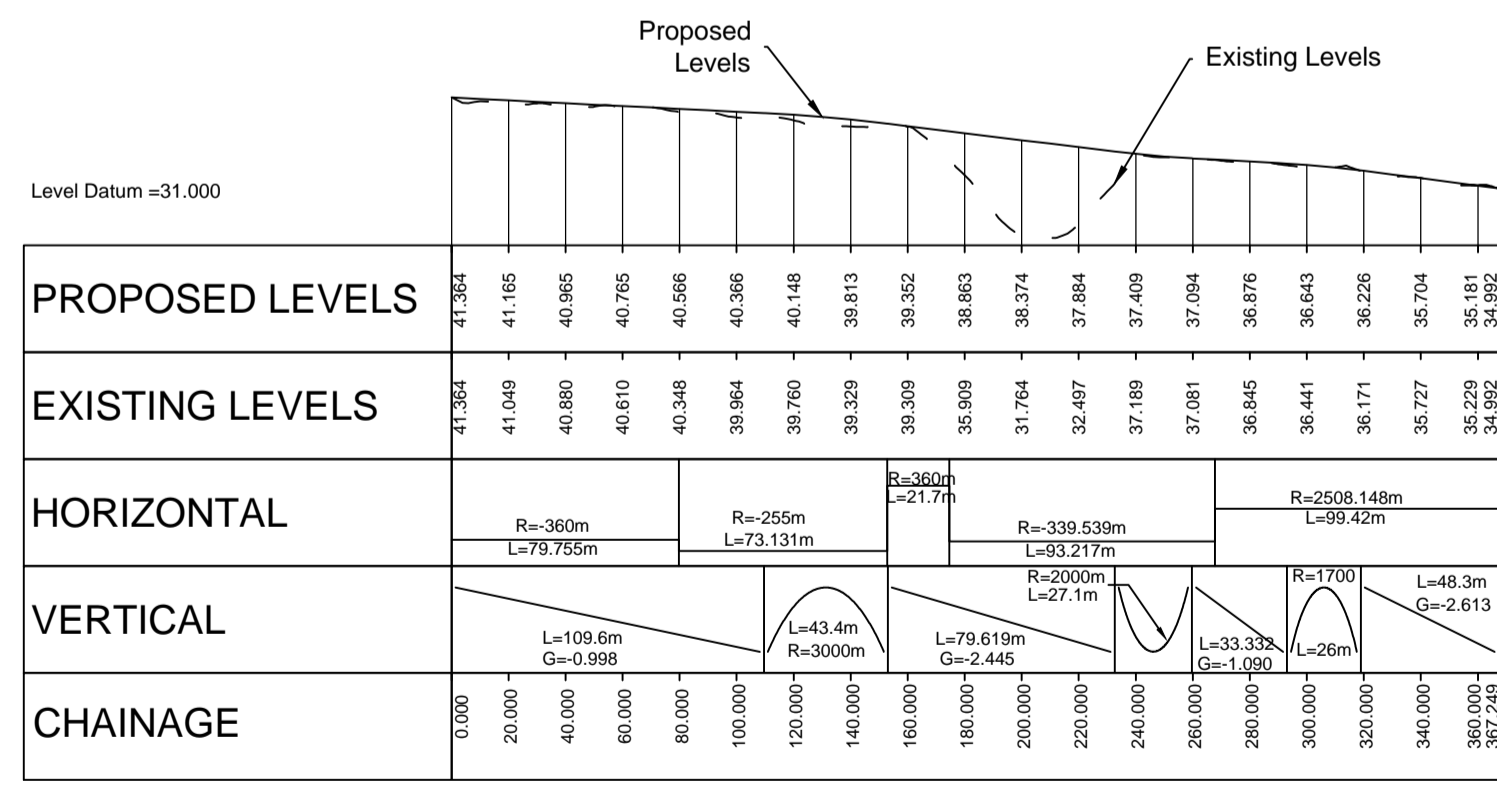 Proposed
Levels
Existing Levels
Level Datum =31.000
PROPOSED LEVELS
41.364
41.165
40.965
40.765
40.566
40.366
40.148
39.813
39.352
38.863
38.374
37.884
37.409
37.094
36.876
36.643
36.226
35.704
35.181
34.992
EXISTING LEVELS
41.364
41.049
40.880
40.610
40.348
39.964
39.760
39.329
39.309
35.909
31.764
32.497
37.189
37.081
36.845
36.441
36.171
35.727
35.229
34.992
HORIZONTAL
R=-360m
L=79.755m
R=-255m
L=73.131m
R=360m
L=21.7m
R=-339.539m
L=93.217m
R=2508.148m
L=99.42m
VERTICAL
L=109.6m
G=-0.998
L=43.4m
R=3000m
L=79.619m
G=-2.445
R=2000m
L=27.1m
L=33.332
G=-1.090
R=1700
L=26m
L=48.3m
G=-2.613
CHAINAGE
0.000
20.000
40.000
60.000
80.000
100.000
120.000
140.000
160.000
180.000
200.000
220.000
240.000
260.000
280.000
300.000
320.000
340.000
360.000
367.249